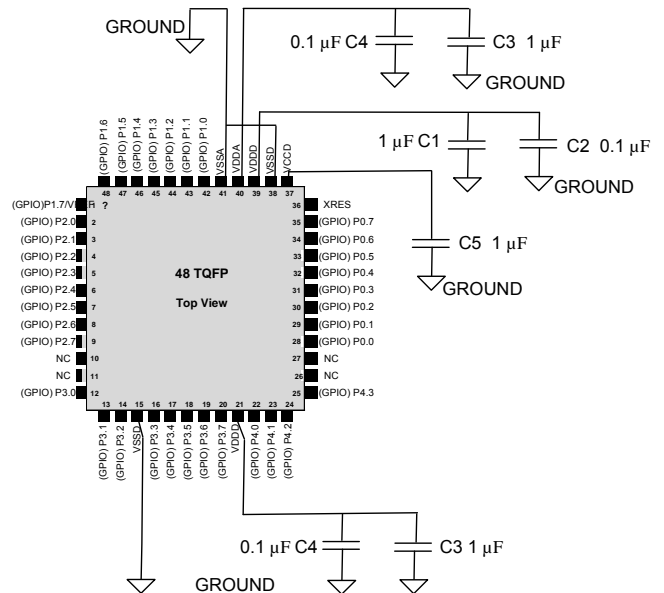 GROUND
0.1 µF C4
C3 1 µF
GROUND
1 µF C1
C2 0.1 µF
GROUND
C5 1 µF
GROUND
(GPIO) P1.6
(GPIO) P1.5
(GPIO) P1.4
(GPIO) P1.3
(GPIO) P1.2
(GPIO) P1.1
(GPIO) P1.0
VSSA
VDDA
VDDD
VSSD
VCCD
48 47 46 45 44 43 42 41 40 39 38 37
(GPIO)P1.7/ ?
(GPIO) P2.0 2
(GPIO) P2.1 3
(GPIO) P2.2 4
(GPIO) P2.3 5
(GPIO) P2.4 6
(GPIO) P2.5 7
(GPIO) P2.6 8
(GPIO) P2.7 9
NC 10
NC 11
(GPIO) P3.0 12
48 TQFP
Top View
36 XRES
35 (GPIO) P0.7
34 (GPIO) P0.6
33 (GPIO) P0.5
32 (GPIO) P0.4
31 (GPIO) P0.3
30 (GPIO) P0.2
29 (GPIO) P0.1
28 (GPIO) P0.0
27 NC
26 NC
25 (GPIO) P4.3
13 14 15 16 17 18 19 20 21 22 23 24
(GPIO) P3.1
(GPIO) P3.2
VSSD
(GPIO) P3.3
(GPIO) P3.4
(GPIO) P3.5
(GPIO) P3.6
(GPIO) P3.7
VDDD
(GPIO) P4.0
(GPIO) P4.1
(GPIO) P4.2
0.1 µF C4
C3 1 µF
GROUND